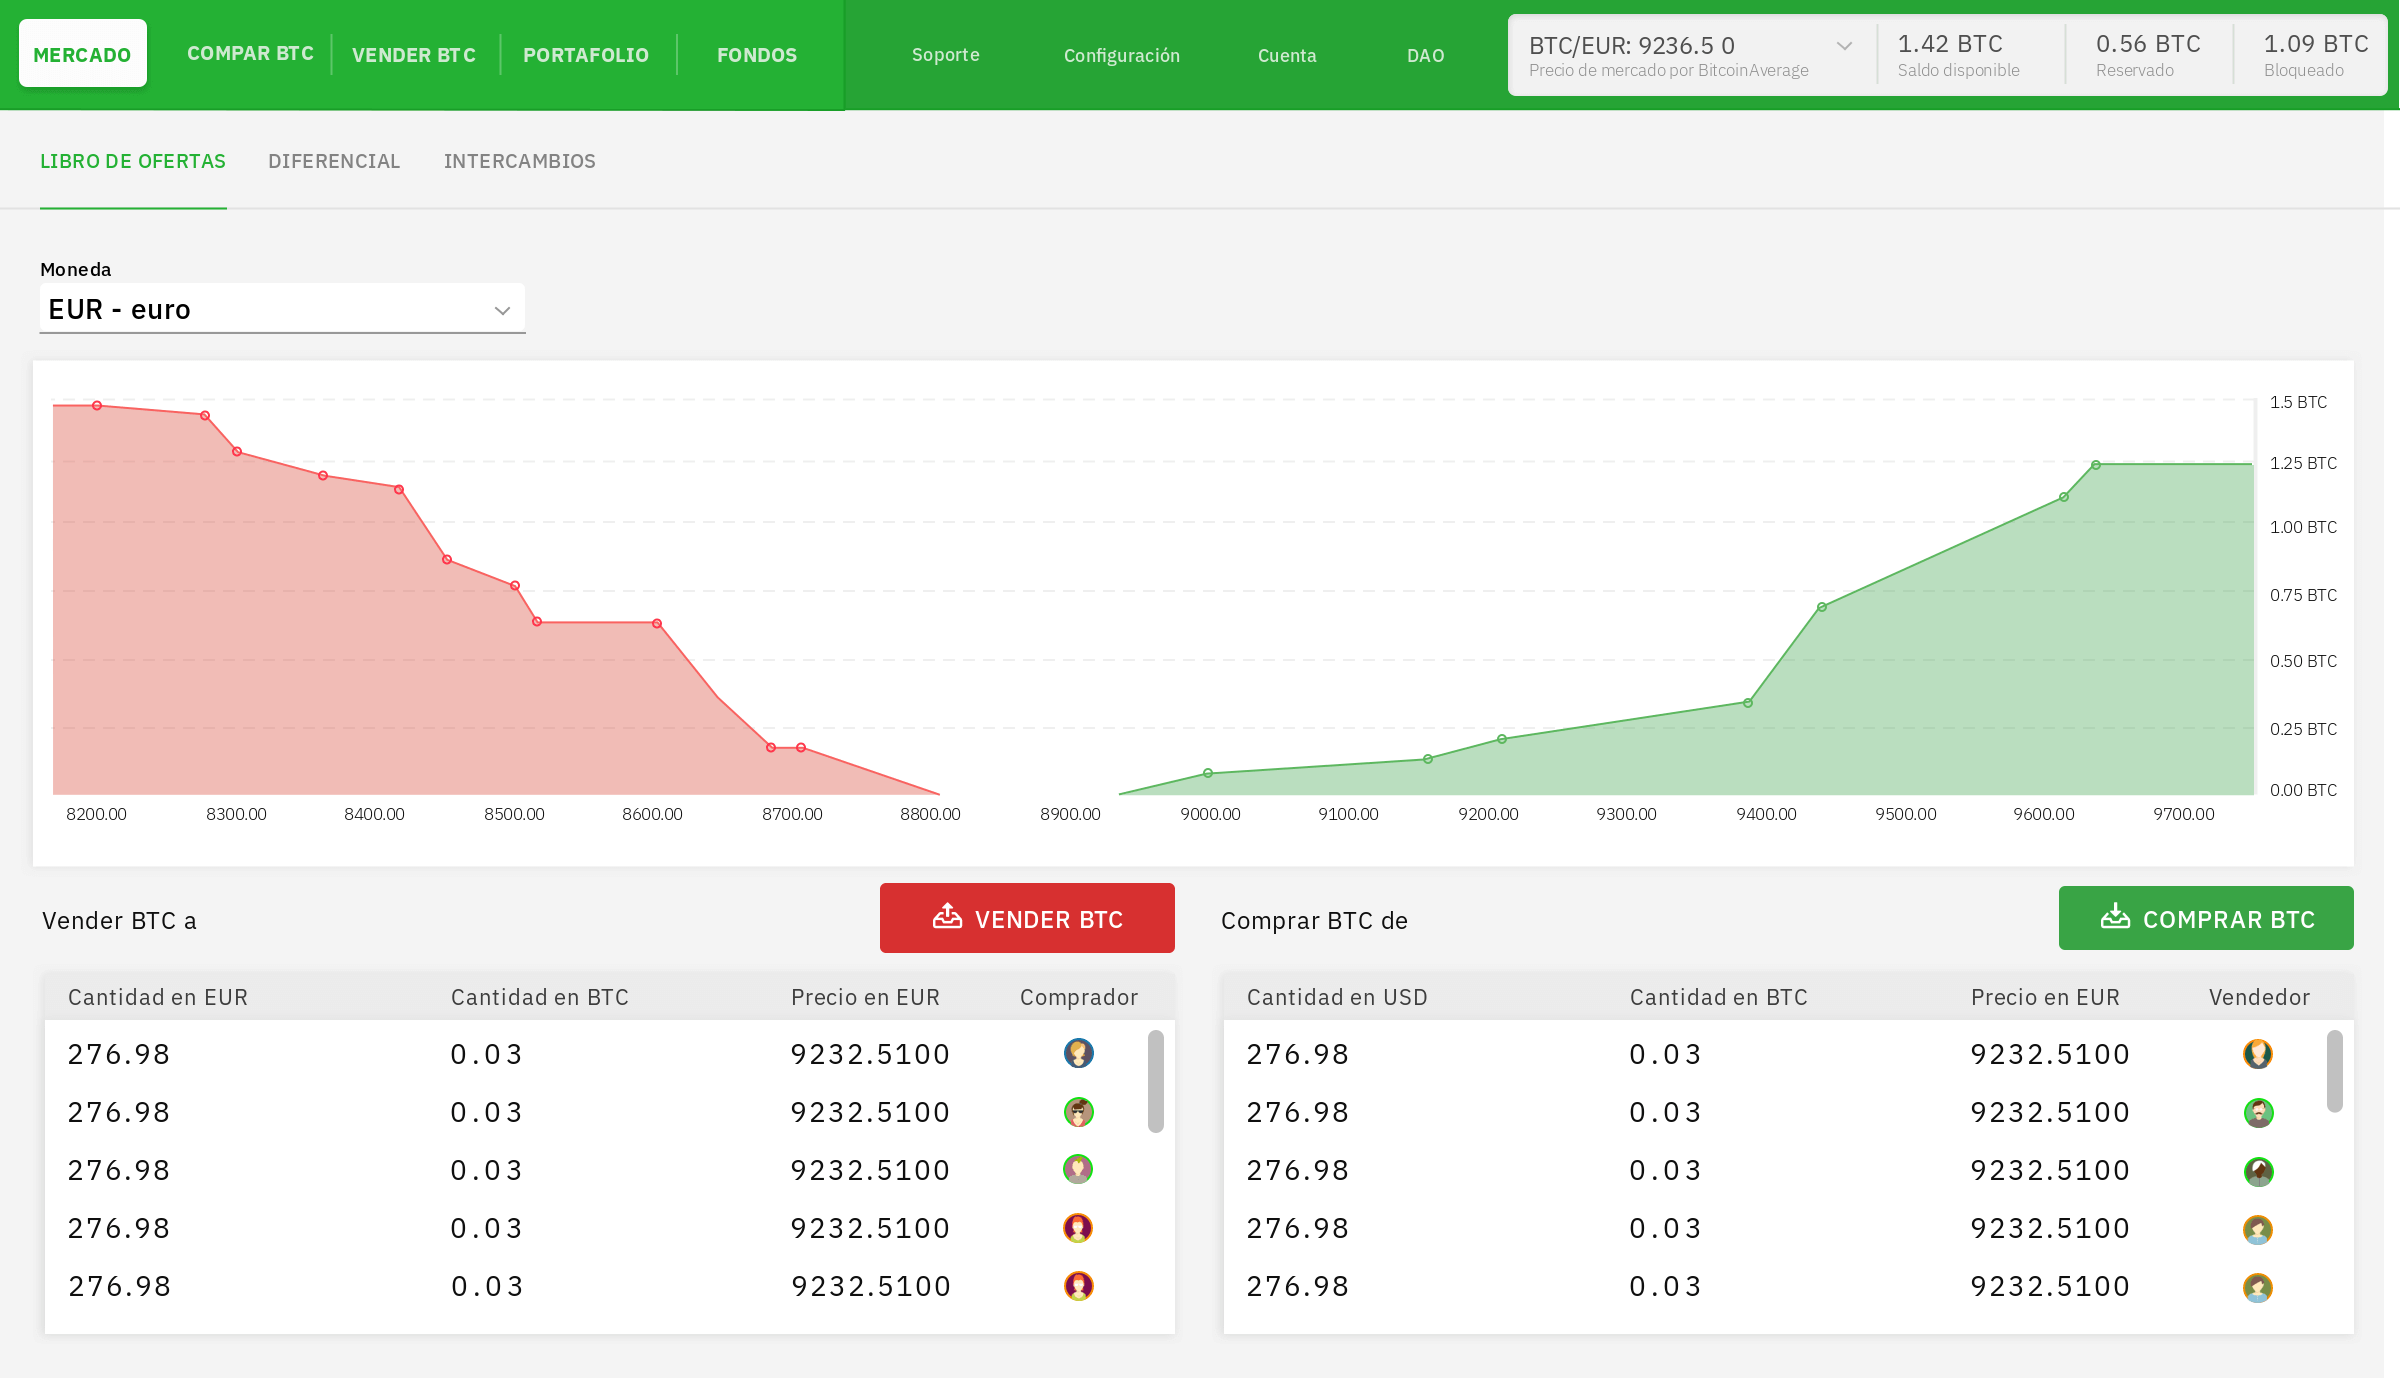 MERCADO
COMPAR BTC
VENDER BTC
PORTAFOLIO
FONDOS
Soporte
Configuración
Cuenta
DAO
BTC/EUR: 9236.5 0
Precio de mercado por BitcoinAverage
1.42 BTC
Saldo disponible
0.56 BTC
Reservado
1.09 BTC
Bloqueado
LIBRO DE OFERTAS
DIFERENCIAL
INTERCAMBIOS
Moneda
EUR - euro
1.5 BTC
1.25 BTC
1.00 BTC
0.75 BTC
0.50 BTC
0.25 BTC
0.00 BTC
8200.00 8300.00 8400.00 8500.00 8600.00 8700.00 8800.00 8900.00 9000.00 9100.00 9200.00 9300.00 9400.00 9500.00 9600.00 9700.00
Vender BTC a
VENDER BTC
Cantidad en EUR Cantidad en BTC Precio en EUR Comprador
276.98 0.03 9232.5100
276.98 0.03 9232.5100
276.98 0.03 9232.5100
276.98 0.03 9232.5100
276.98 0.03 9232.5100
Comprar BTC de
COMPRAR BTC
Cantidad en USD Cantidad en BTC Precio en EUR Vendedor
276.98 0.03 9232.5100
276.98 0.03 9232.5100
276.98 0.03 9232.5100
276.98 0.03 9232.5100
276.98 0.03 9232.5100